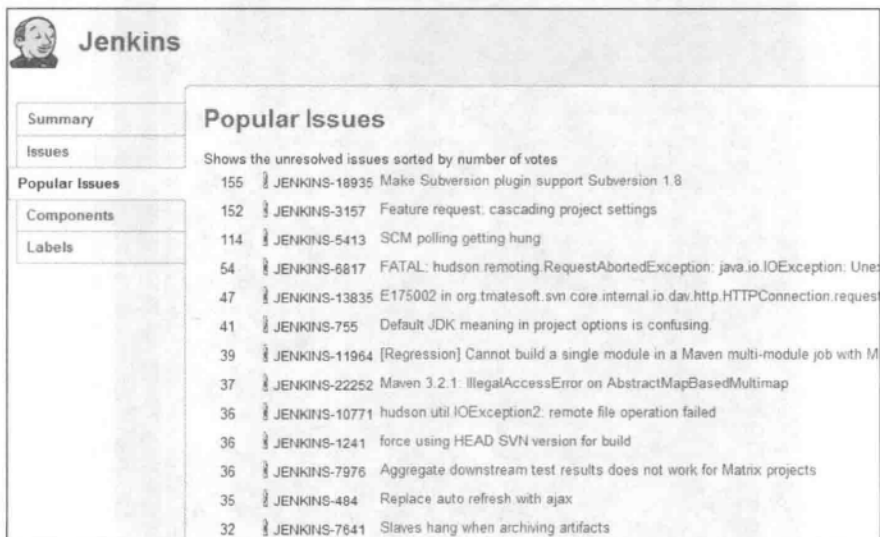 Jenkins
Summary
Issues
Popular Issues
Components
Labels
Popular Issues
Shows the unresolved issues sorted by number of votes
155 JENKINS-18935 Make Subversion plugin support Subversion 1.8
152 JENKINS-3157 Feature request: cascading project settings
114 JENKINS-5413 SCM polling getting hung
54 JENKINS-6817 FATAL: hudson.remoting.RequestAbortedException: java.io.IOException: Une
47 JENKINS-13835 E175002 in org.tmatesoft.svn.core.internal.io.dav.http.HTTPConnection.request
41 JENKINS-755 Default JDK meaning in project options is confusing.
39 JENKINS-11964 [Regression] Cannot build a single module in a Maven multi-module job with M
37 JENKINS-22252 Maven 3.2.1: IllegalAccessError on AbstractMapBasedMultimap
36 JENKINS-10771 hudson.util.IOException2: remote file operation failed
36 JENKINS-1241 force using HEAD SVN version for build
36 JENKINS-7976 Aggregate downstream test results does not work for Matrix projects
35 JENKINS-484 Replace auto refresh with ajax
32 JENKINS-7641 Slaves hang when archiving artifacts